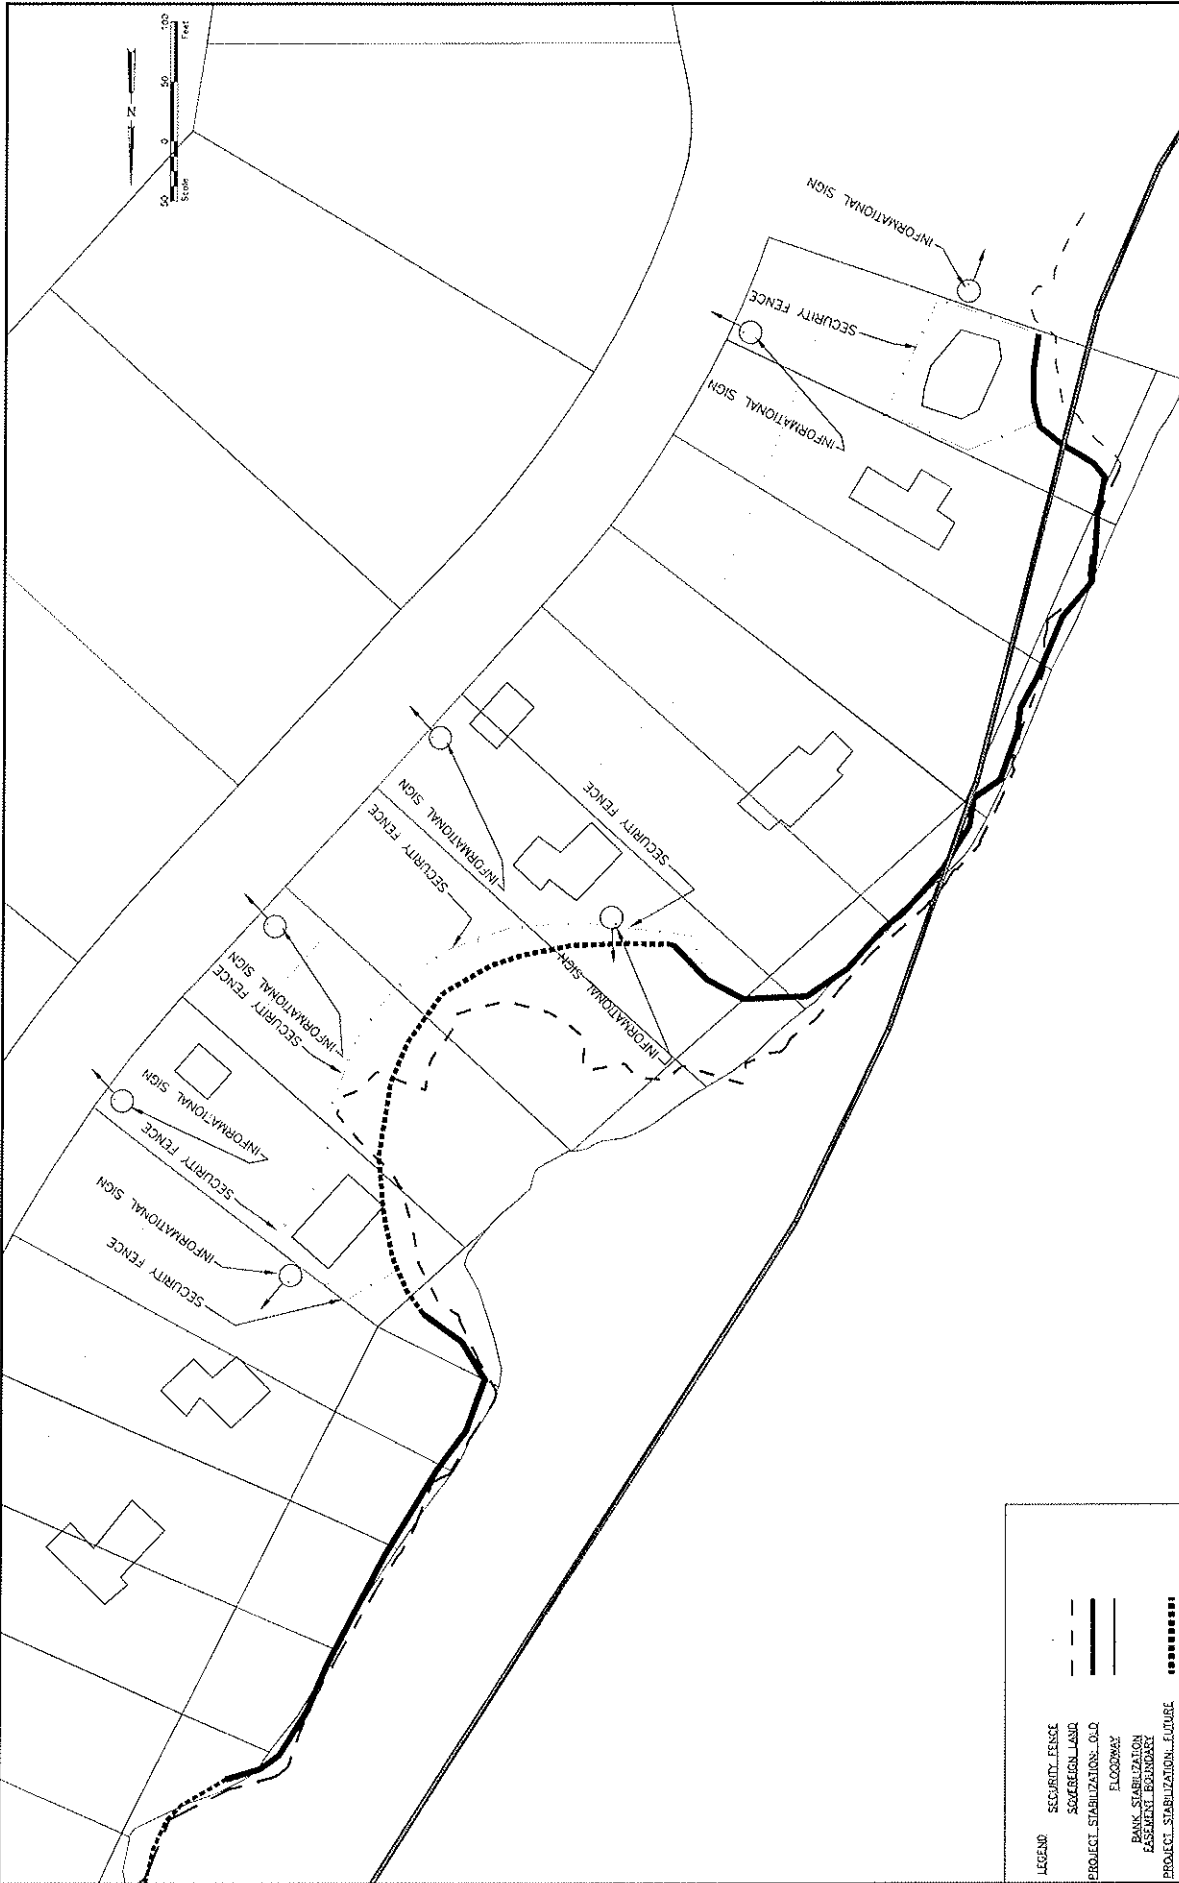 100
50
0
50
Feet
Scale
N
INFORMATIONAL SIGN
SECURITY FENCE
INFORMATIONAL SIGN
SECURITY FENCE
INFORMATIONAL SIGN
SECURITY FENCE
INFORMATIONAL SIGN
INFORMATIONAL SIGN
SECURITY FENCE
INFORMATIONAL SIGN
SECURITY FENCE
INFORMATIONAL SIGN
SECURITY FENCE
LEGEND
SECURITY FENCE
SOVEREIGN LAND
PROJECT STABILIZATION: OLD
FLOODWAY
BANK STABILIZATION
EASEMENT BOUNDARY
PROJECT STABILIZATION: FUTURE